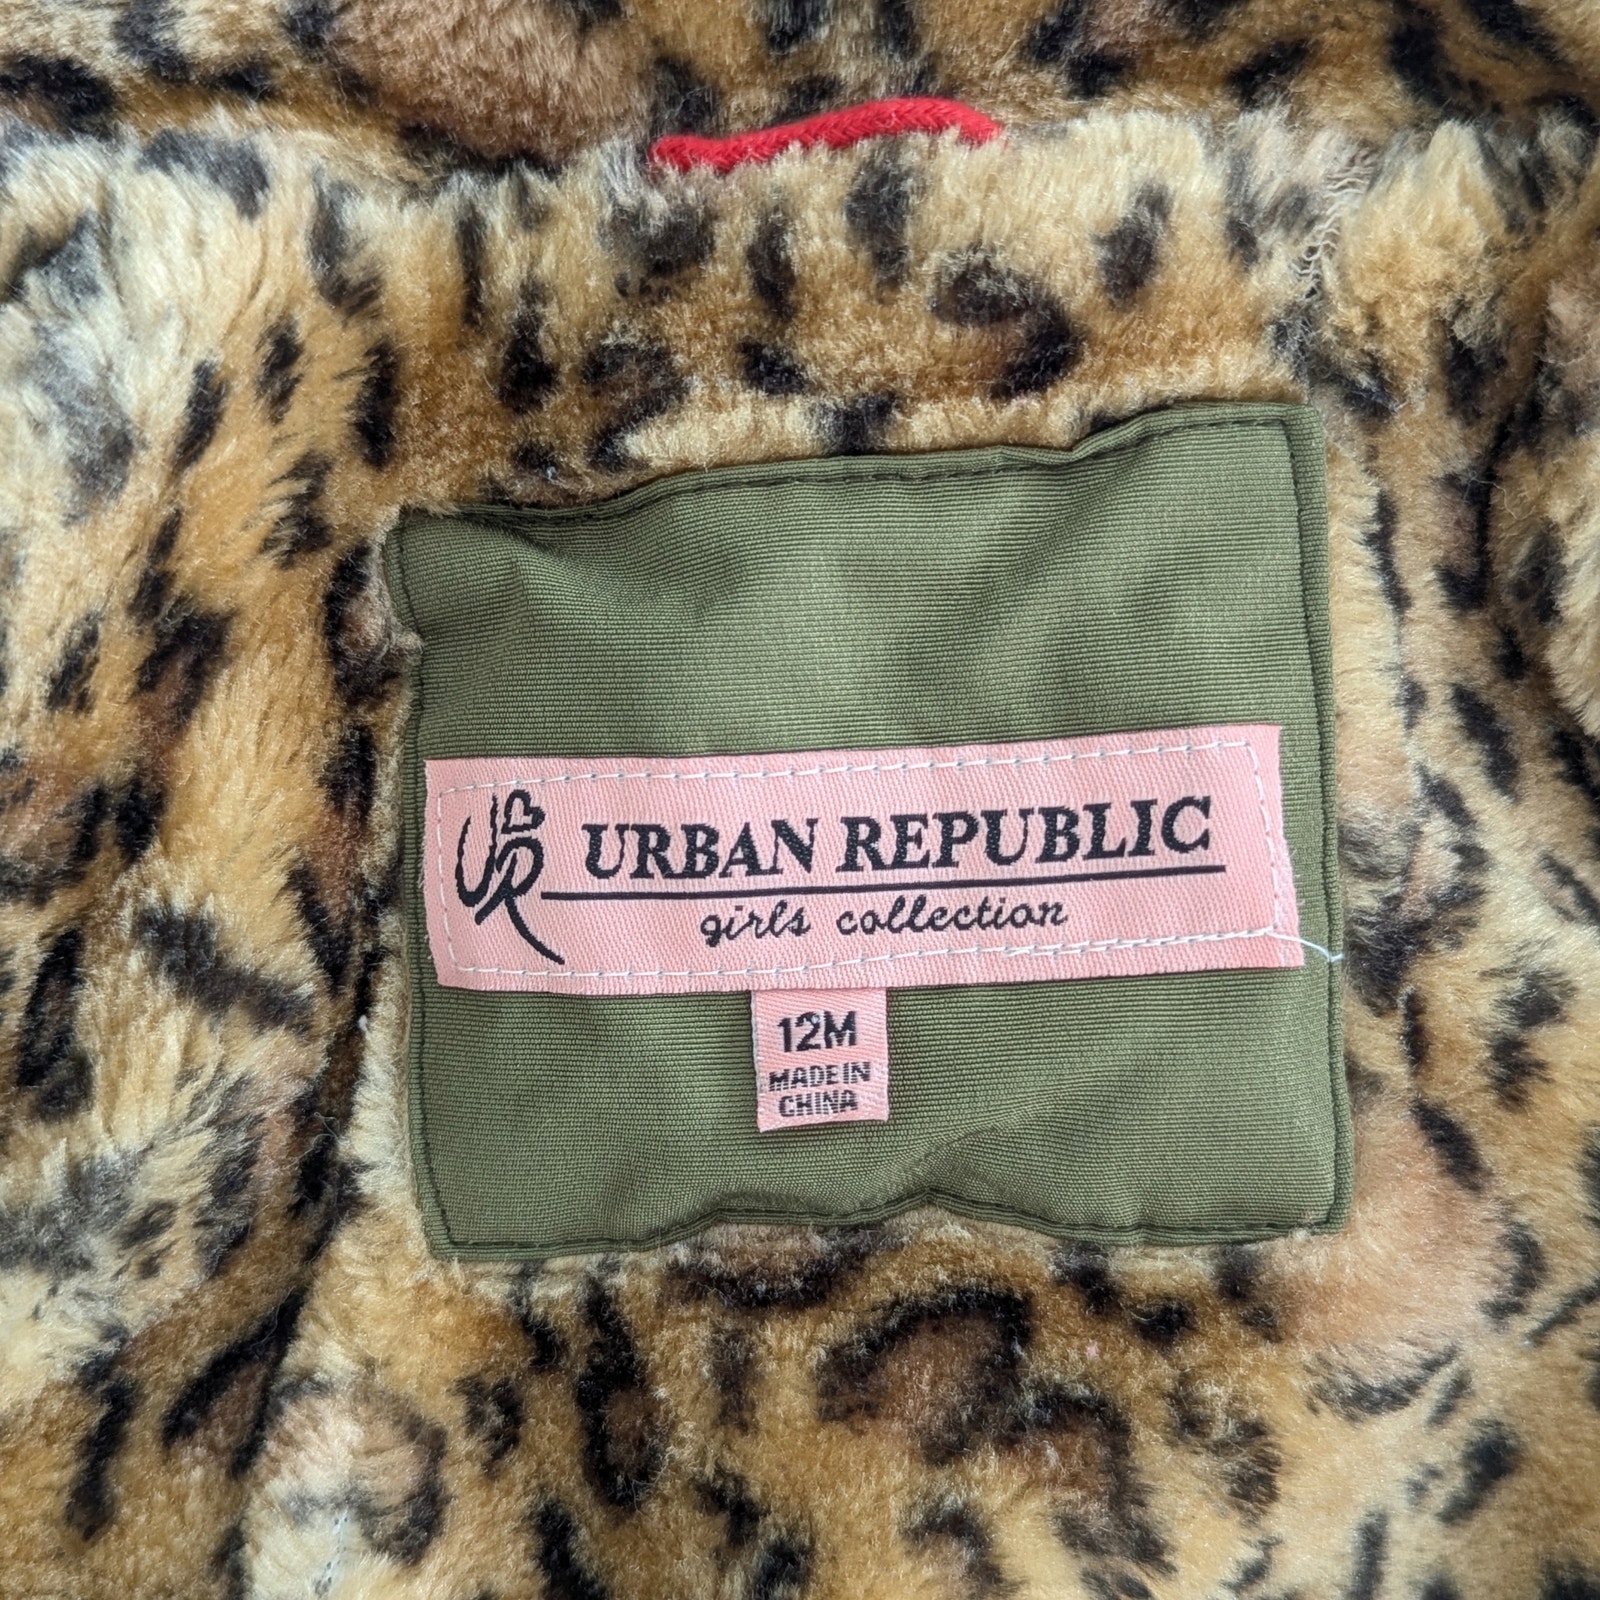 UR URBAN REPUBLIC
girls collection
12M
MADE IN
CHINA